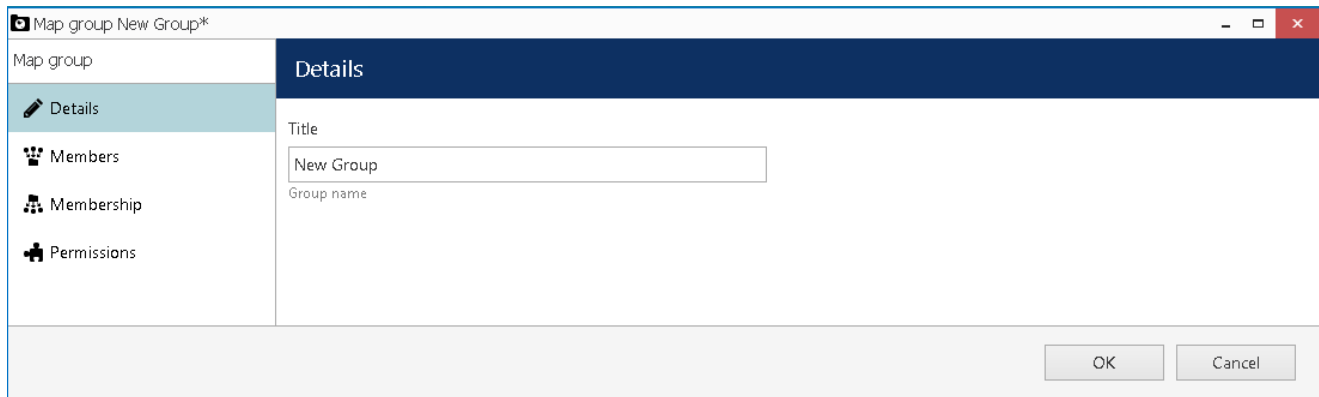 Map group New Group*
Map group
Details
Members
Membership
Permissions
Details
Title
New Group
Group name
OK
Cancel